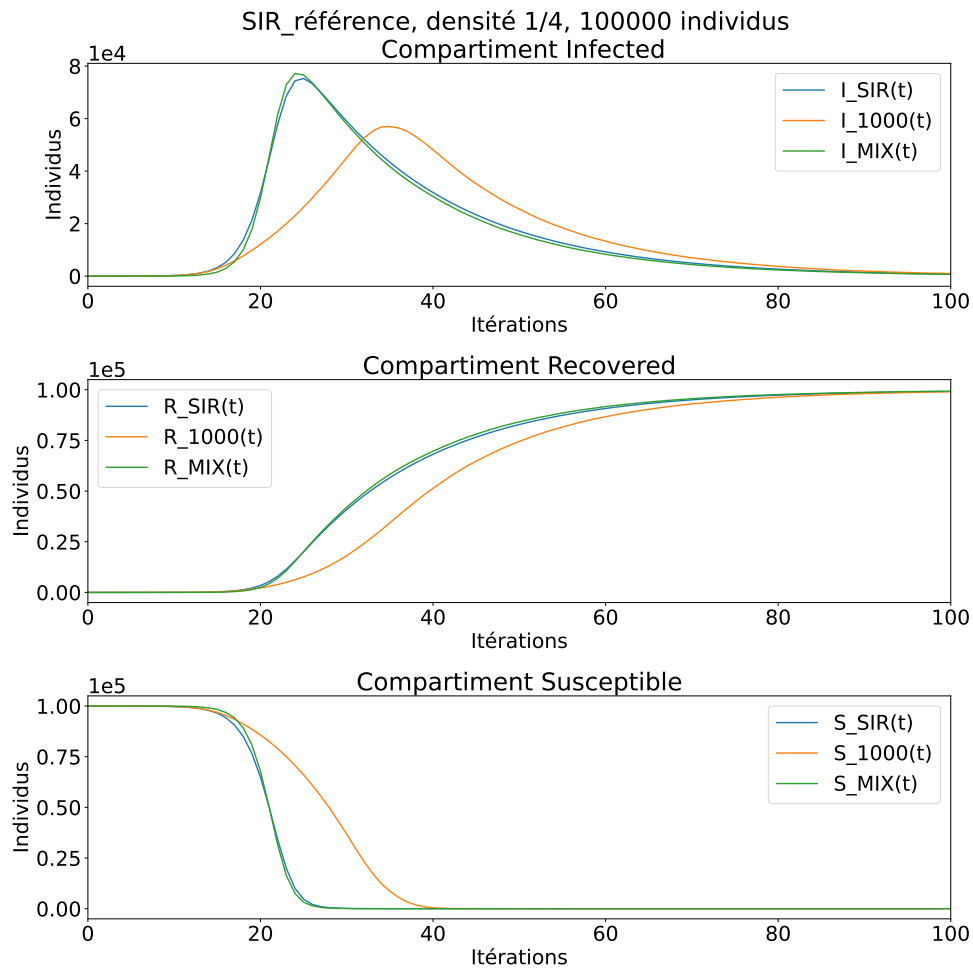 SIR_référence, densité 1/4, 100000 individus
Compartiment Infected
1e4
8
6
4
2
0
Individus
I_SIR(t)
I_1000(t)
I_MIX(t)
0 20 40 60 80 100
Itérations
Compartiment Recovered
1e5
1.00
0.75
0.50
0.25
0.00
Individus
R_SIR(t)
R_1000(t)
R_MIX(t)
0 20 40 60 80 100
Itérations
Compartiment Susceptible
1e5
1.00
0.75
0.50
0.25
0.00
Individus
S_SIR(t)
S_1000(t)
S_MIX(t)
0 20 40 60 80 100
Itérations